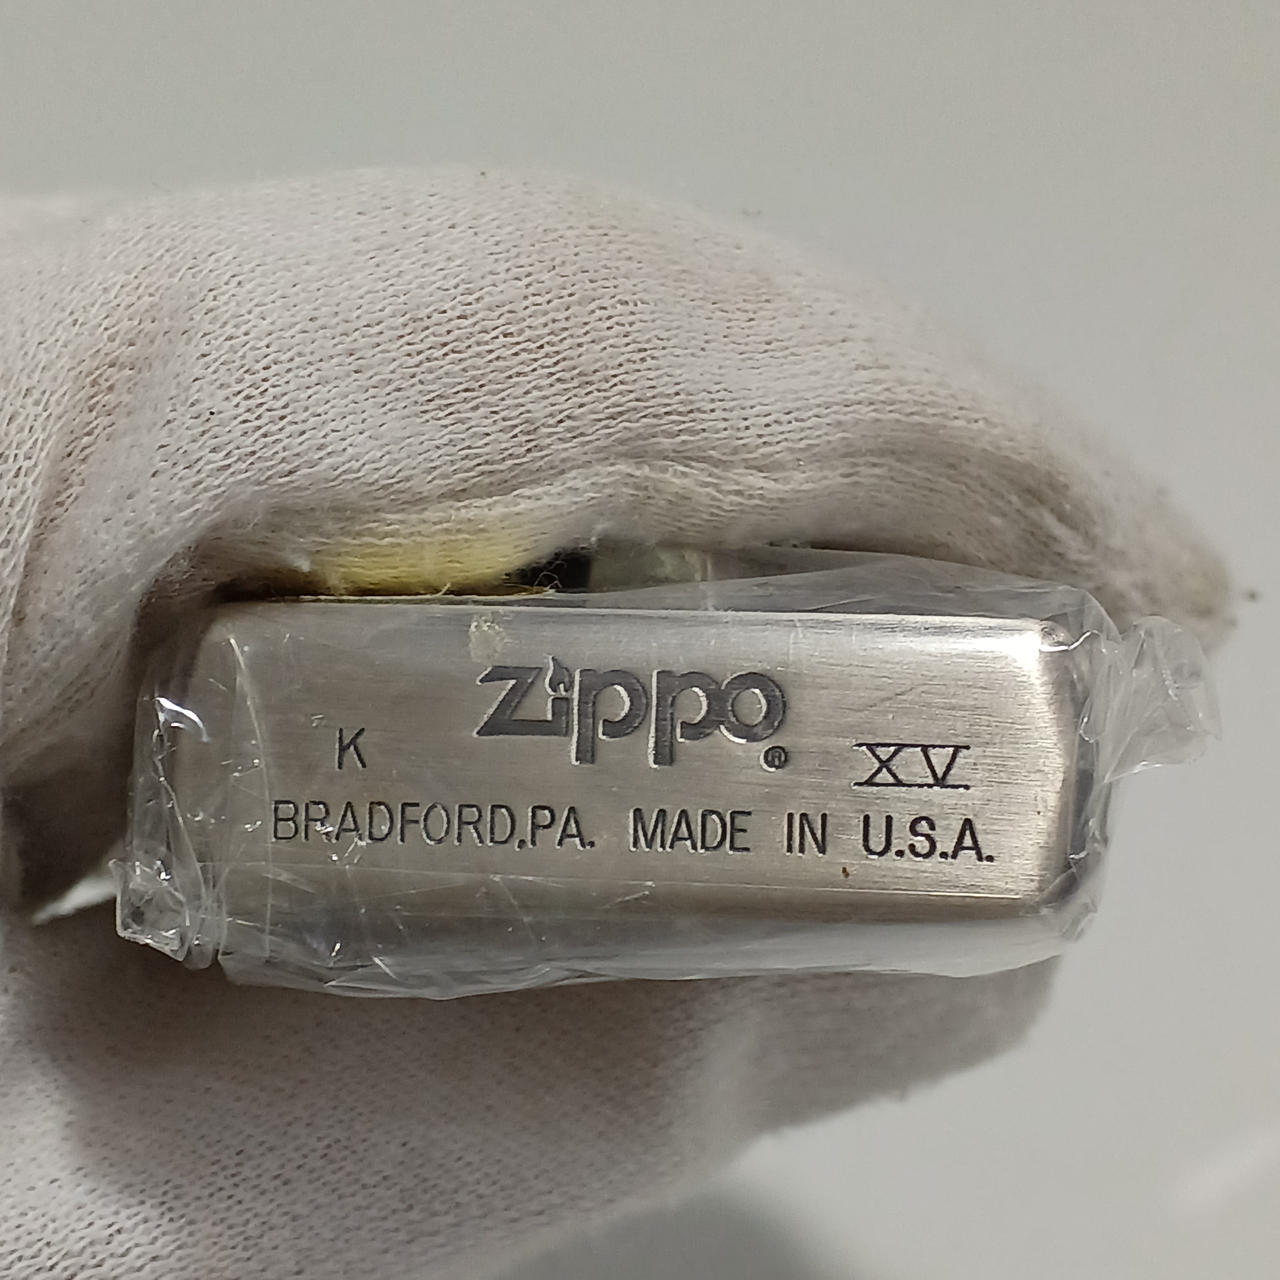 Zippo®
K XV
BRADFORD,PA. MADE IN U.S.A.